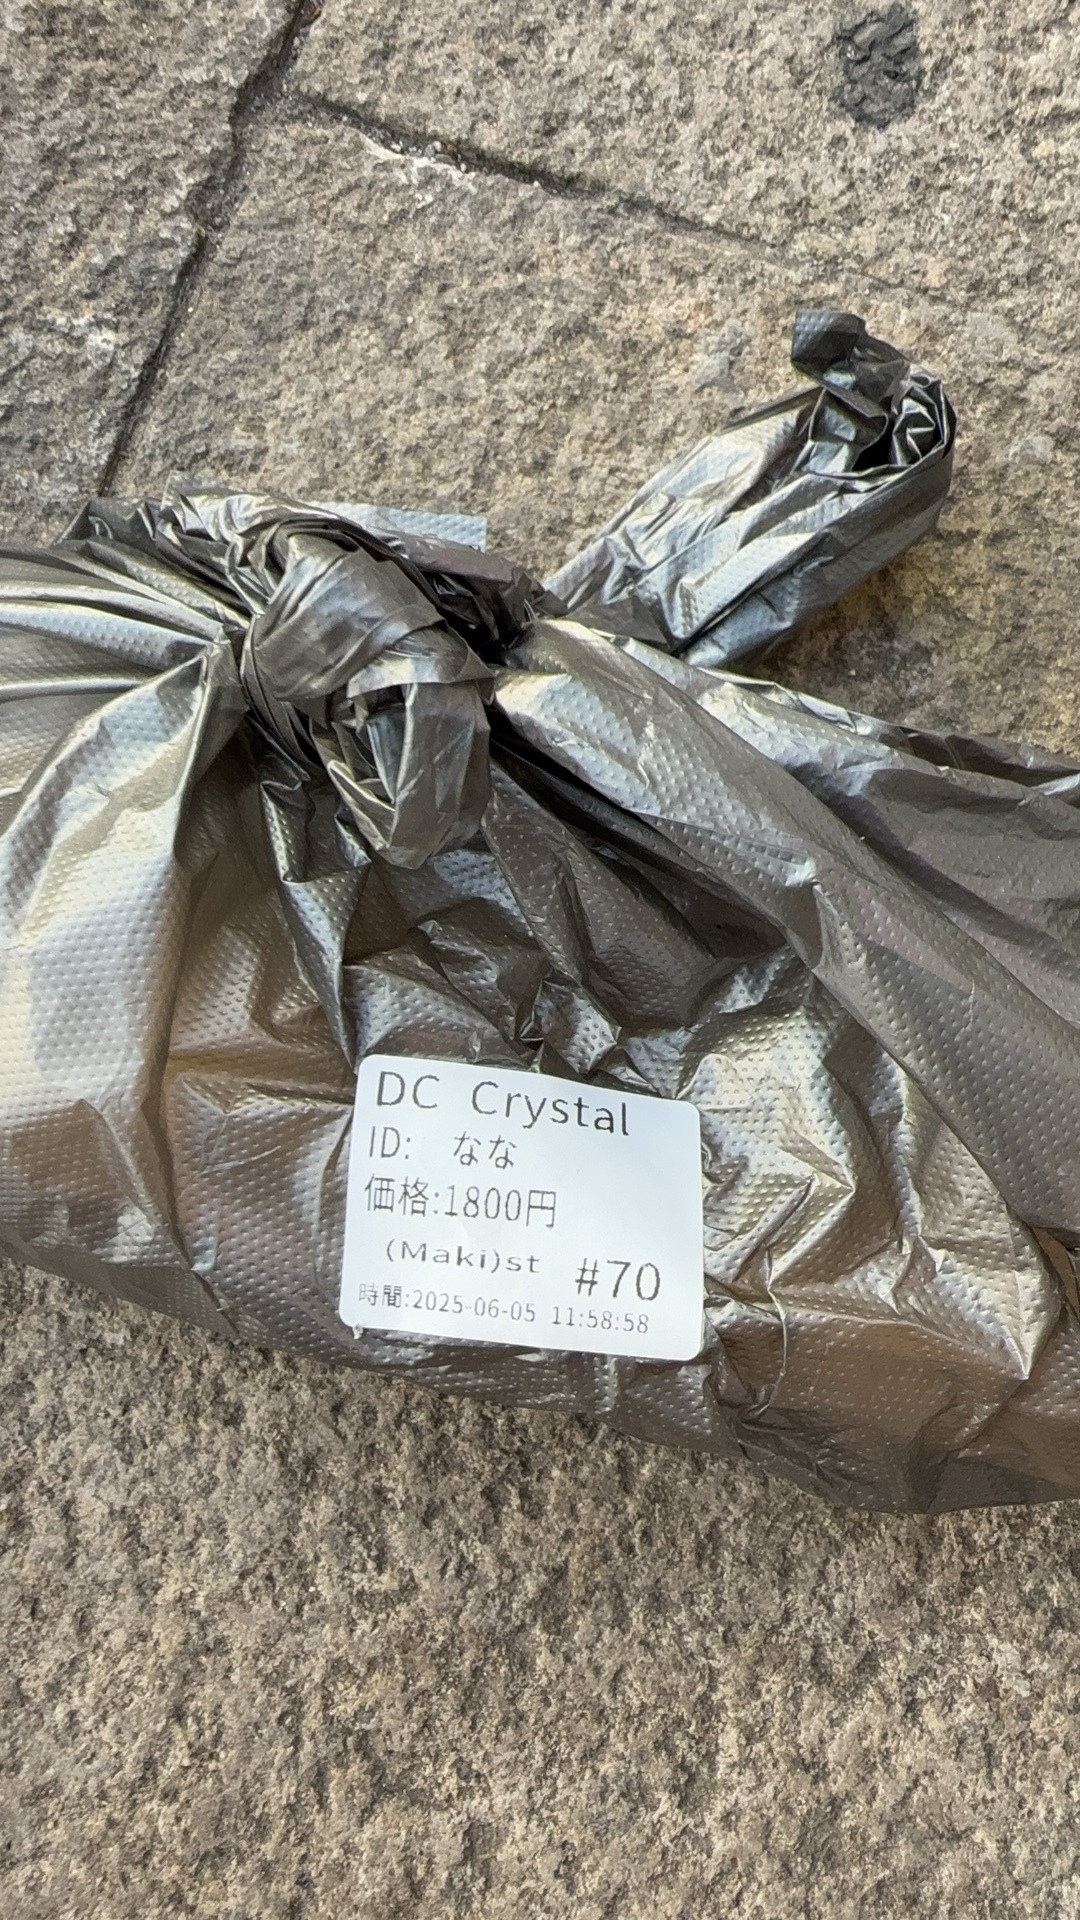 DC Crystal
ID: なな
価格:1800円
(Maki)st #70
時間:2025-06-05 11:58:58